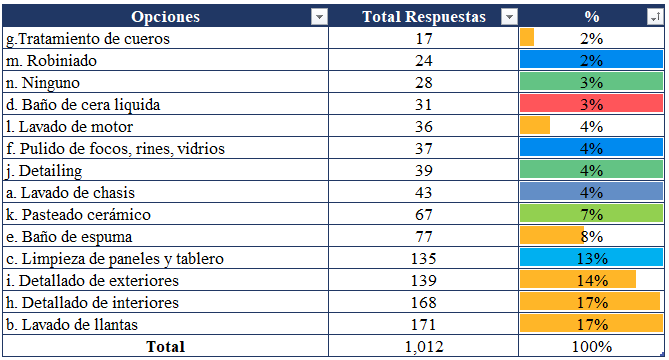 Opciones Total Respuestas %
g.Tratamiento de cueros 17 2%
m. Robiniado 24 2%
n. Ninguno 28 3%
d. Baño de cera liquida 31 3%
l. Lavado de motor 36 4%
f. Pulido de focos, rines, vidrios 37 4%
j. Detailing 39 4%
a. Lavado de chasis 43 4%
k. Pasteado cerámico 67 7%
e. Baño de espuma 77 8%
c. Limpieza de paneles y tablero 135 13%
i. Detallado de exteriores 139 14%
h. Detallado de interiores 168 17%
b. Lavado de llantas 171 17%
Total 1,012 100%